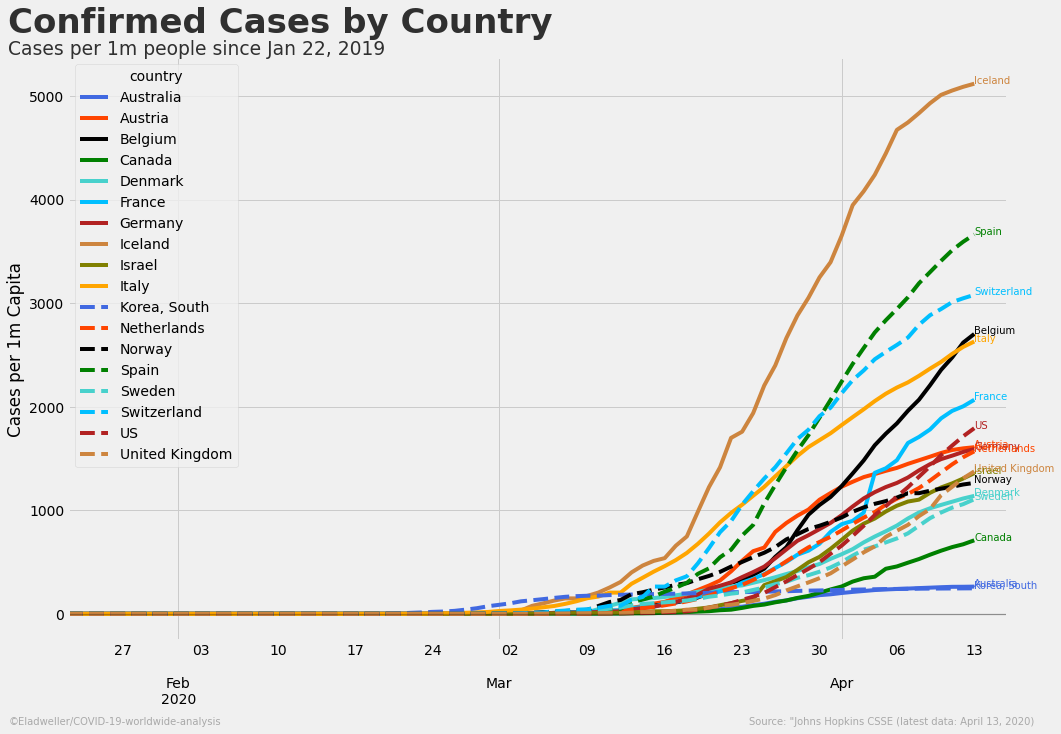 Confirmed Cases by Country
Cases per 1m people since Jan 22, 2019
country
Australia
Austria
Belgium
Canada
Denmark
France
Germany
Iceland
Israel
Italy
Korea, South
Netherlands
Norway
Spain
Sweden
Switzerland
US
United Kingdom
Cases per 1m Capita
5000
4000
3000
2000
1000
0
Iceland
Spain
Switzerland
Belgium
Italy
France
US
Austria
Germany
Netherlands
United Kingdom
Israel
Norway
Denmark
Sweden
Canada
Australia
Korea, South
27 03 10 17 24 02 09 16 23 30 06 13
Feb Mar Apr
2020
©Eladweller/COVID-19-worldwide-analysis
Source: "Johns Hopkins CSSE (latest data: April 13, 2020)